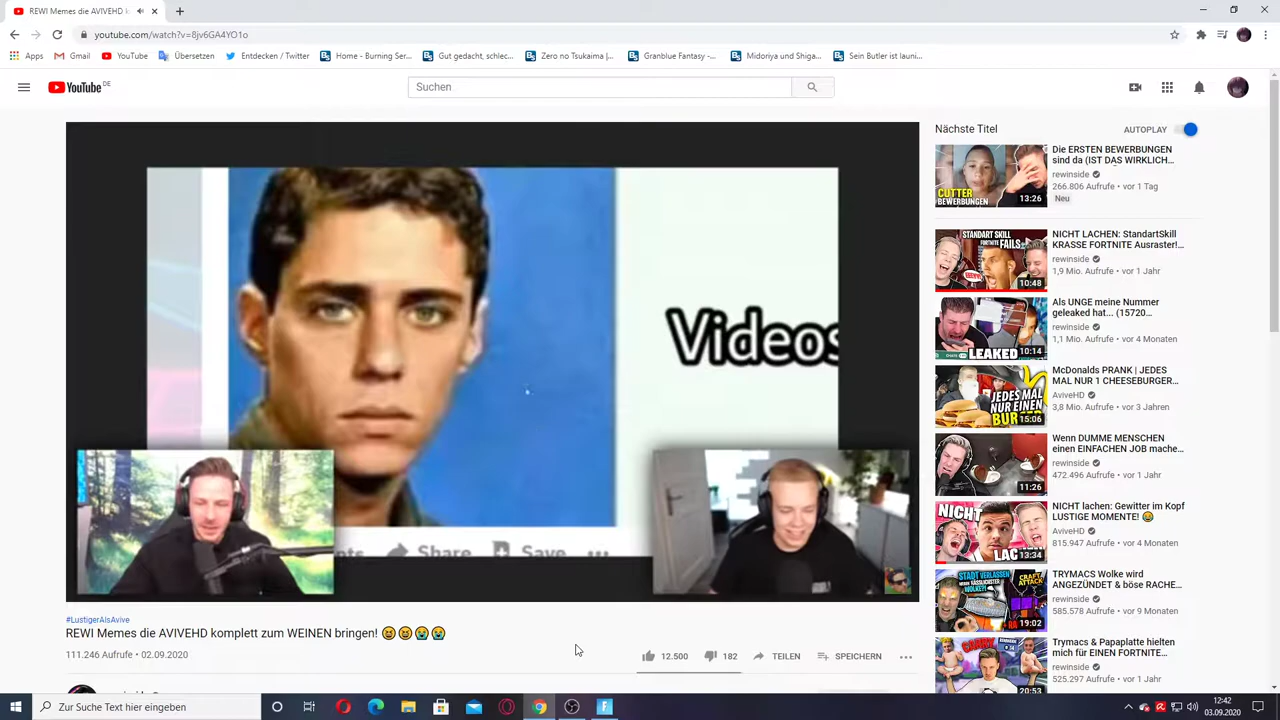 REWI Memes die AVIVEHD k
youtube.com/watch?v=8jv6GA4YO1o
Apps
Gmail
YouTube
Übersetzen
Entdecken / Twitter
Home - Burning Ser...
Gut gedacht, schlec...
Zero no Tsukaima |...
Granblue Fantasy -...
Midoriya und Shiga...
Sein Butler ist launi...
YouTube DE
Suchen
Videos
Share
Save
#LustigerAlsAvive
REWI Memes die AVIVEHD komplett zum WEINEN bringen! 😆😆😭😭
111.246 Aufrufe • 02.09.2020
12.500
182
TEILEN
SPEICHERN
Nächste Titel
AUTOPLAY
CUTTER
BEWERBUNGEN
13:26
Die ERSTEN BEWERBUNGEN
sind da (IST DAS WIRKLICH...
rewinside
266.806 Aufrufe • vor 1 Tag
Neu
STANDART SKILL
FORTNITE FAILS
10:48
NICHT LACHEN: StandartSkill
KRASSE FORTNITE Ausraster!...
rewinside
1,9 Mio. Aufrufe • vor 1 Jahr
LEAKED
10:14
Als UNGE meine Nummer
geleaked hat... (15720...
rewinside
1,1 Mio. Aufrufe • vor 4 Monaten
JEDES MAL
NUR EINEN
BURGER
15:06
McDonalds PRANK | JEDES
MAL NUR 1 CHEESEBURGER...
AviveHD
3,8 Mio. Aufrufe • vor 3 Jahren
11:26
Wenn DUMME MENSCHEN
einen EINFACHEN JOB mache...
rewinside
472.496 Aufrufe • vor 1 Jahr
NICHT
LACHEN
13:34
NICHT lachen: Gewitter im Kopf
LUSTIGE MOMENTE! 😂
AviveHD
815.947 Aufrufe • vor 4 Monaten
STADT VERLASSEN
WEGEN HÄSSLICHSTER
WOLKE?!
CRAFT
ATTACK
19:02
TRYMACS Wolke wird
ANGEZÜNDET & böse RACHE...
rewinside
585.578 Aufrufe • vor 9 Monaten
SORRY
20:53
Trymacs & Papaplatte hielten
mich für EINEN FORTNITE...
rewinside
525.297 Aufrufe • vor 1 Jahr
Zur Suche Text hier eingeben
12:42
03.09.2020